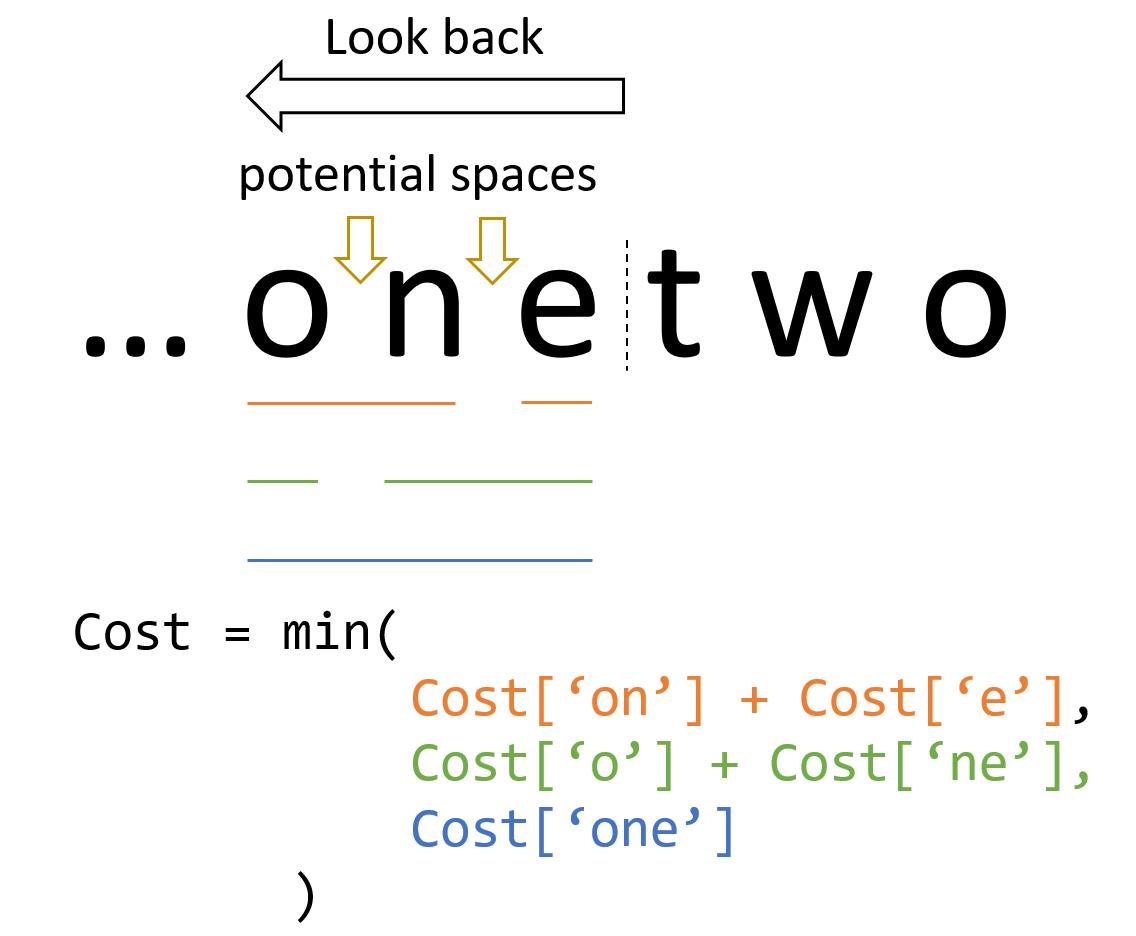 Look back
potential spaces
... o n e t w o
Cost = min(
Cost[‘on’] + Cost[‘e’],
Cost[‘o’] + Cost[‘ne’],
Cost[‘one’]
)